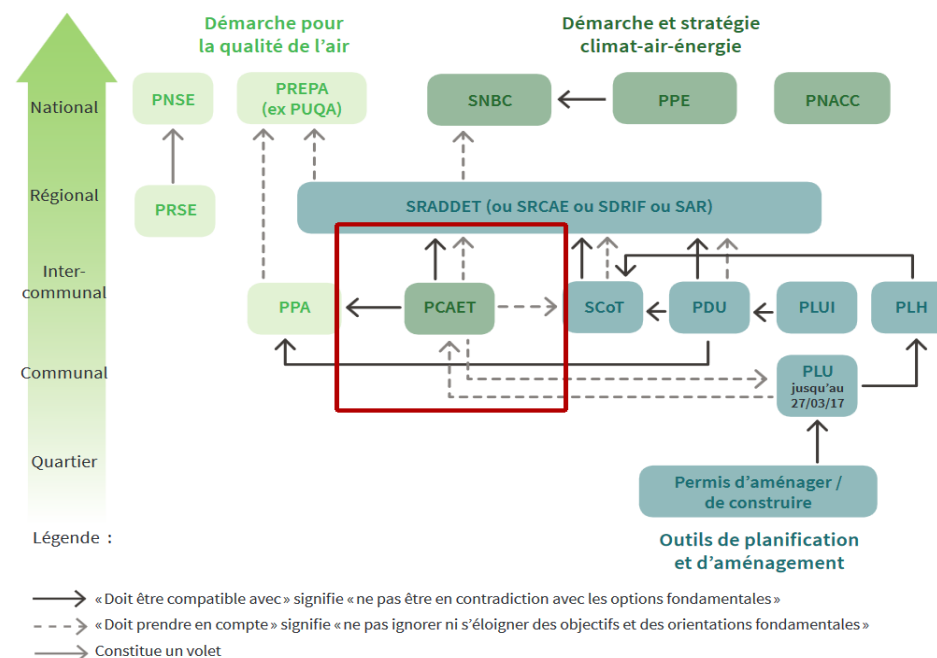 Démarche pour
la qualité de l’air
Démarche et stratégie
climat-air-énergie
National
PNSE
PREPA
(ex PUQA)
SNBC
PPE
PNACC
Régional
PRSE
SRADDET (ou SRCAE ou SDRIF ou SAR)
Inter-
communal
PPA
PCAET
SCoT
PDU
PLUI
PLH
Communal
PLU
jusqu’au
27/03/17
Quartier
Permis d’aménager /
de construire
Légende :
Outils de planification
et d’aménagement
« Doit être compatible avec » signifie « ne pas être en contradiction avec les options fondamentales »
« Doit prendre en compte » signifie « ne pas ignorer ni s’éloigner des objectifs et des orientations fondamentales »
Constitue un volet